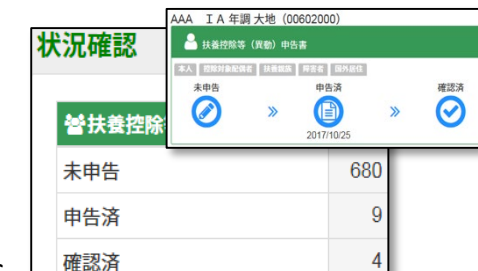 状況確認
AAA ＩＡ 年調 大地（00602000）
扶養控除等（異動）申告書
本人 控除対象配偶者 扶養親族 障害者 国外居住
未申告 申告済 確認済
2017/10/25
扶養控除
未申告 680
申告済 9
確認済 4